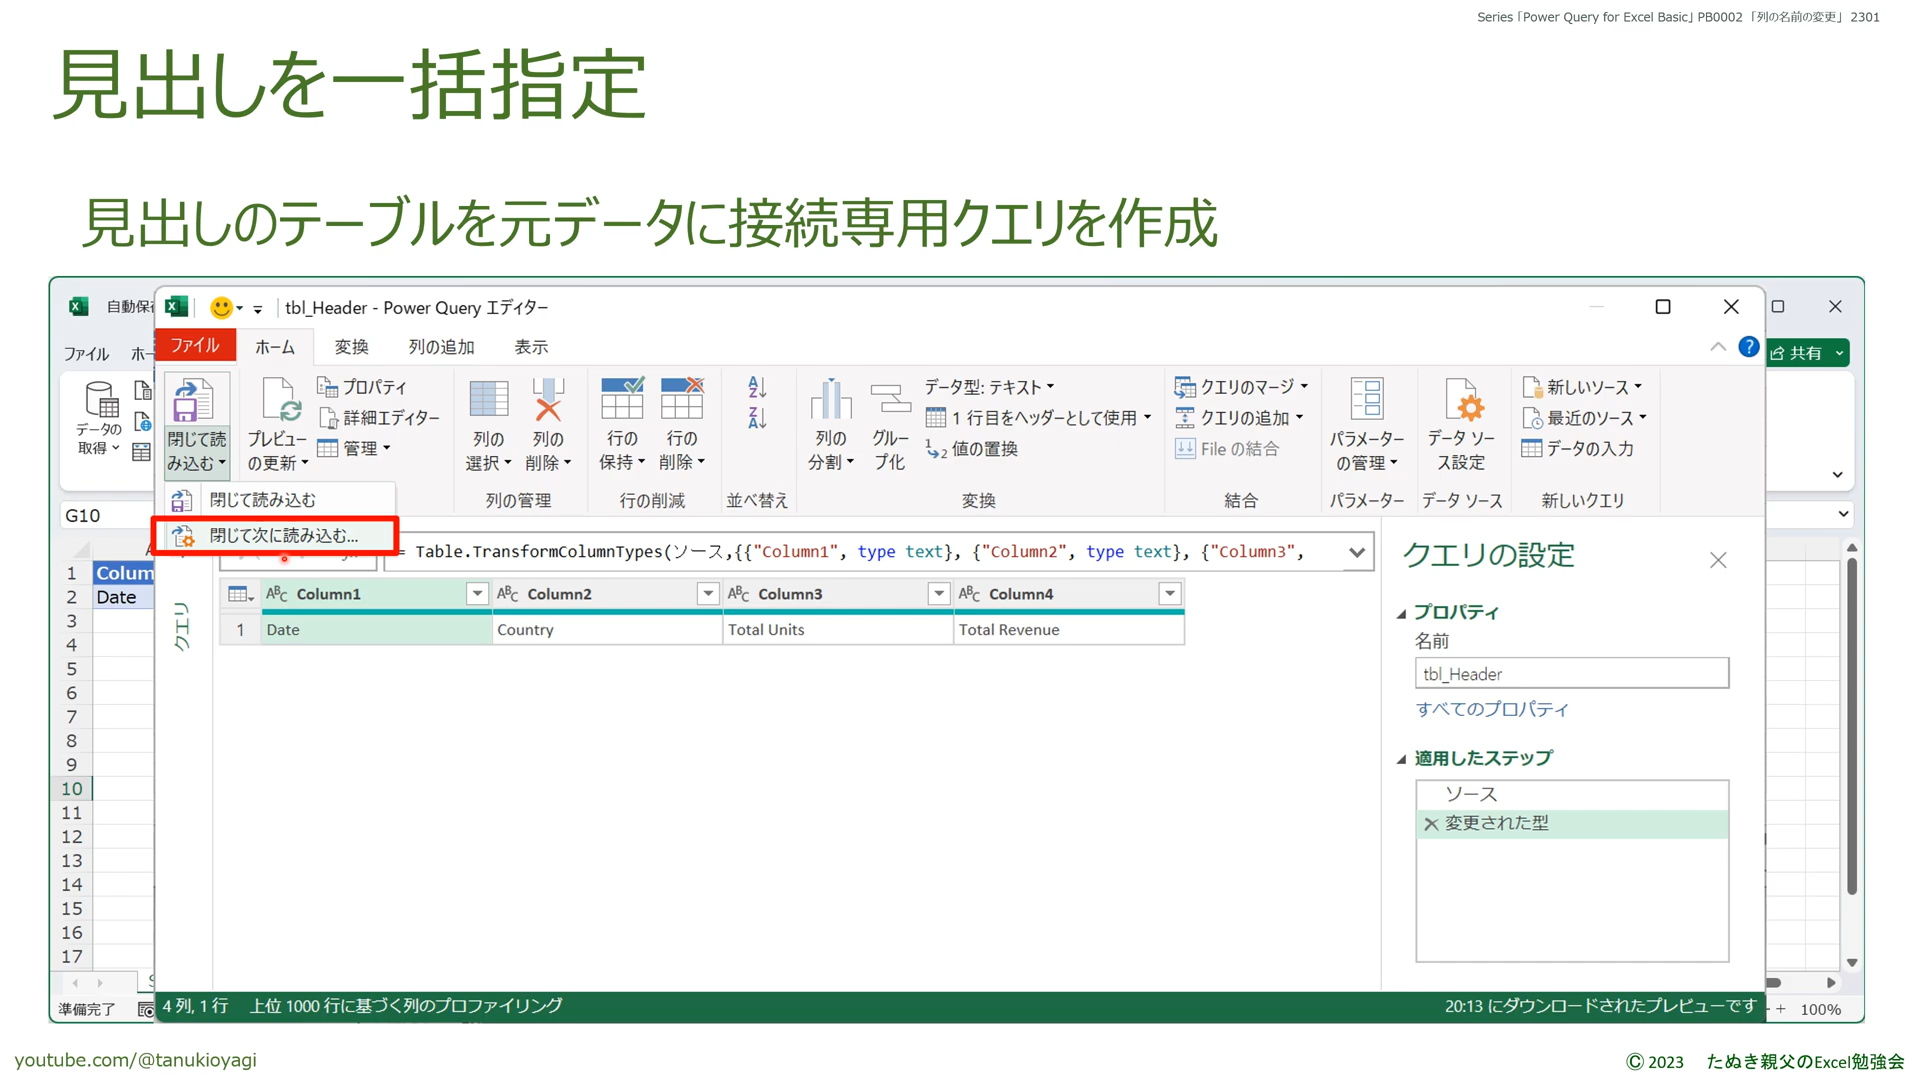 Series「Power Query for Excel Basic」PB0002「列の名前の変更」 2301
見出しを一括指定
見出しのテーブルを元データに接続専用クエリを作成
自動保存
tbl_Header - Power Query エディター
ファイル ホー
ファイル ホーム 変換 列の追加 表示
共有
データの
取得
閉じて読
み込む
プレビュー
の更新
プロパティ
詳細エディター
管理
列の
選択
列の
削除
列の管理
行の
保持
行の
削除
行の削減
並べ替え
列の
分割
グルー
プ化
データ型: テキスト
1 行目をヘッダーとして使用
値の置換
変換
クエリのマージ
クエリの追加
File の結合
結合
パラメーター
の管理
パラメーター
データ ソー
ス設定
データ ソース
新しいソース
最近のソース
データの入力
新しいクエリ
閉じて読み込む
閉じて次に読み込む...
G10
= Table.TransformColumnTypes(ソース,{{"Column1", type text}, {"Column2", type text}, {"Column3",
1 Colum
2 Date
3
4
5
6
7
8
9
10
11
12
13
14
15
16
17
クエリ
Column1 Column2 Column3 Column4
1 Date Country Total Units Total Revenue
クエリの設定
プロパティ
名前
tbl_Header
すべてのプロパティ
適用したステップ
ソース
変更された型
準備完了
4 列, 1 行 上位 1000 行に基づく列のプロファイリング
20:13 にダウンロードされたプレビューです
100%
youtube.com/@tanukioyagi
© 2023 たぬき親父のExcel勉強会